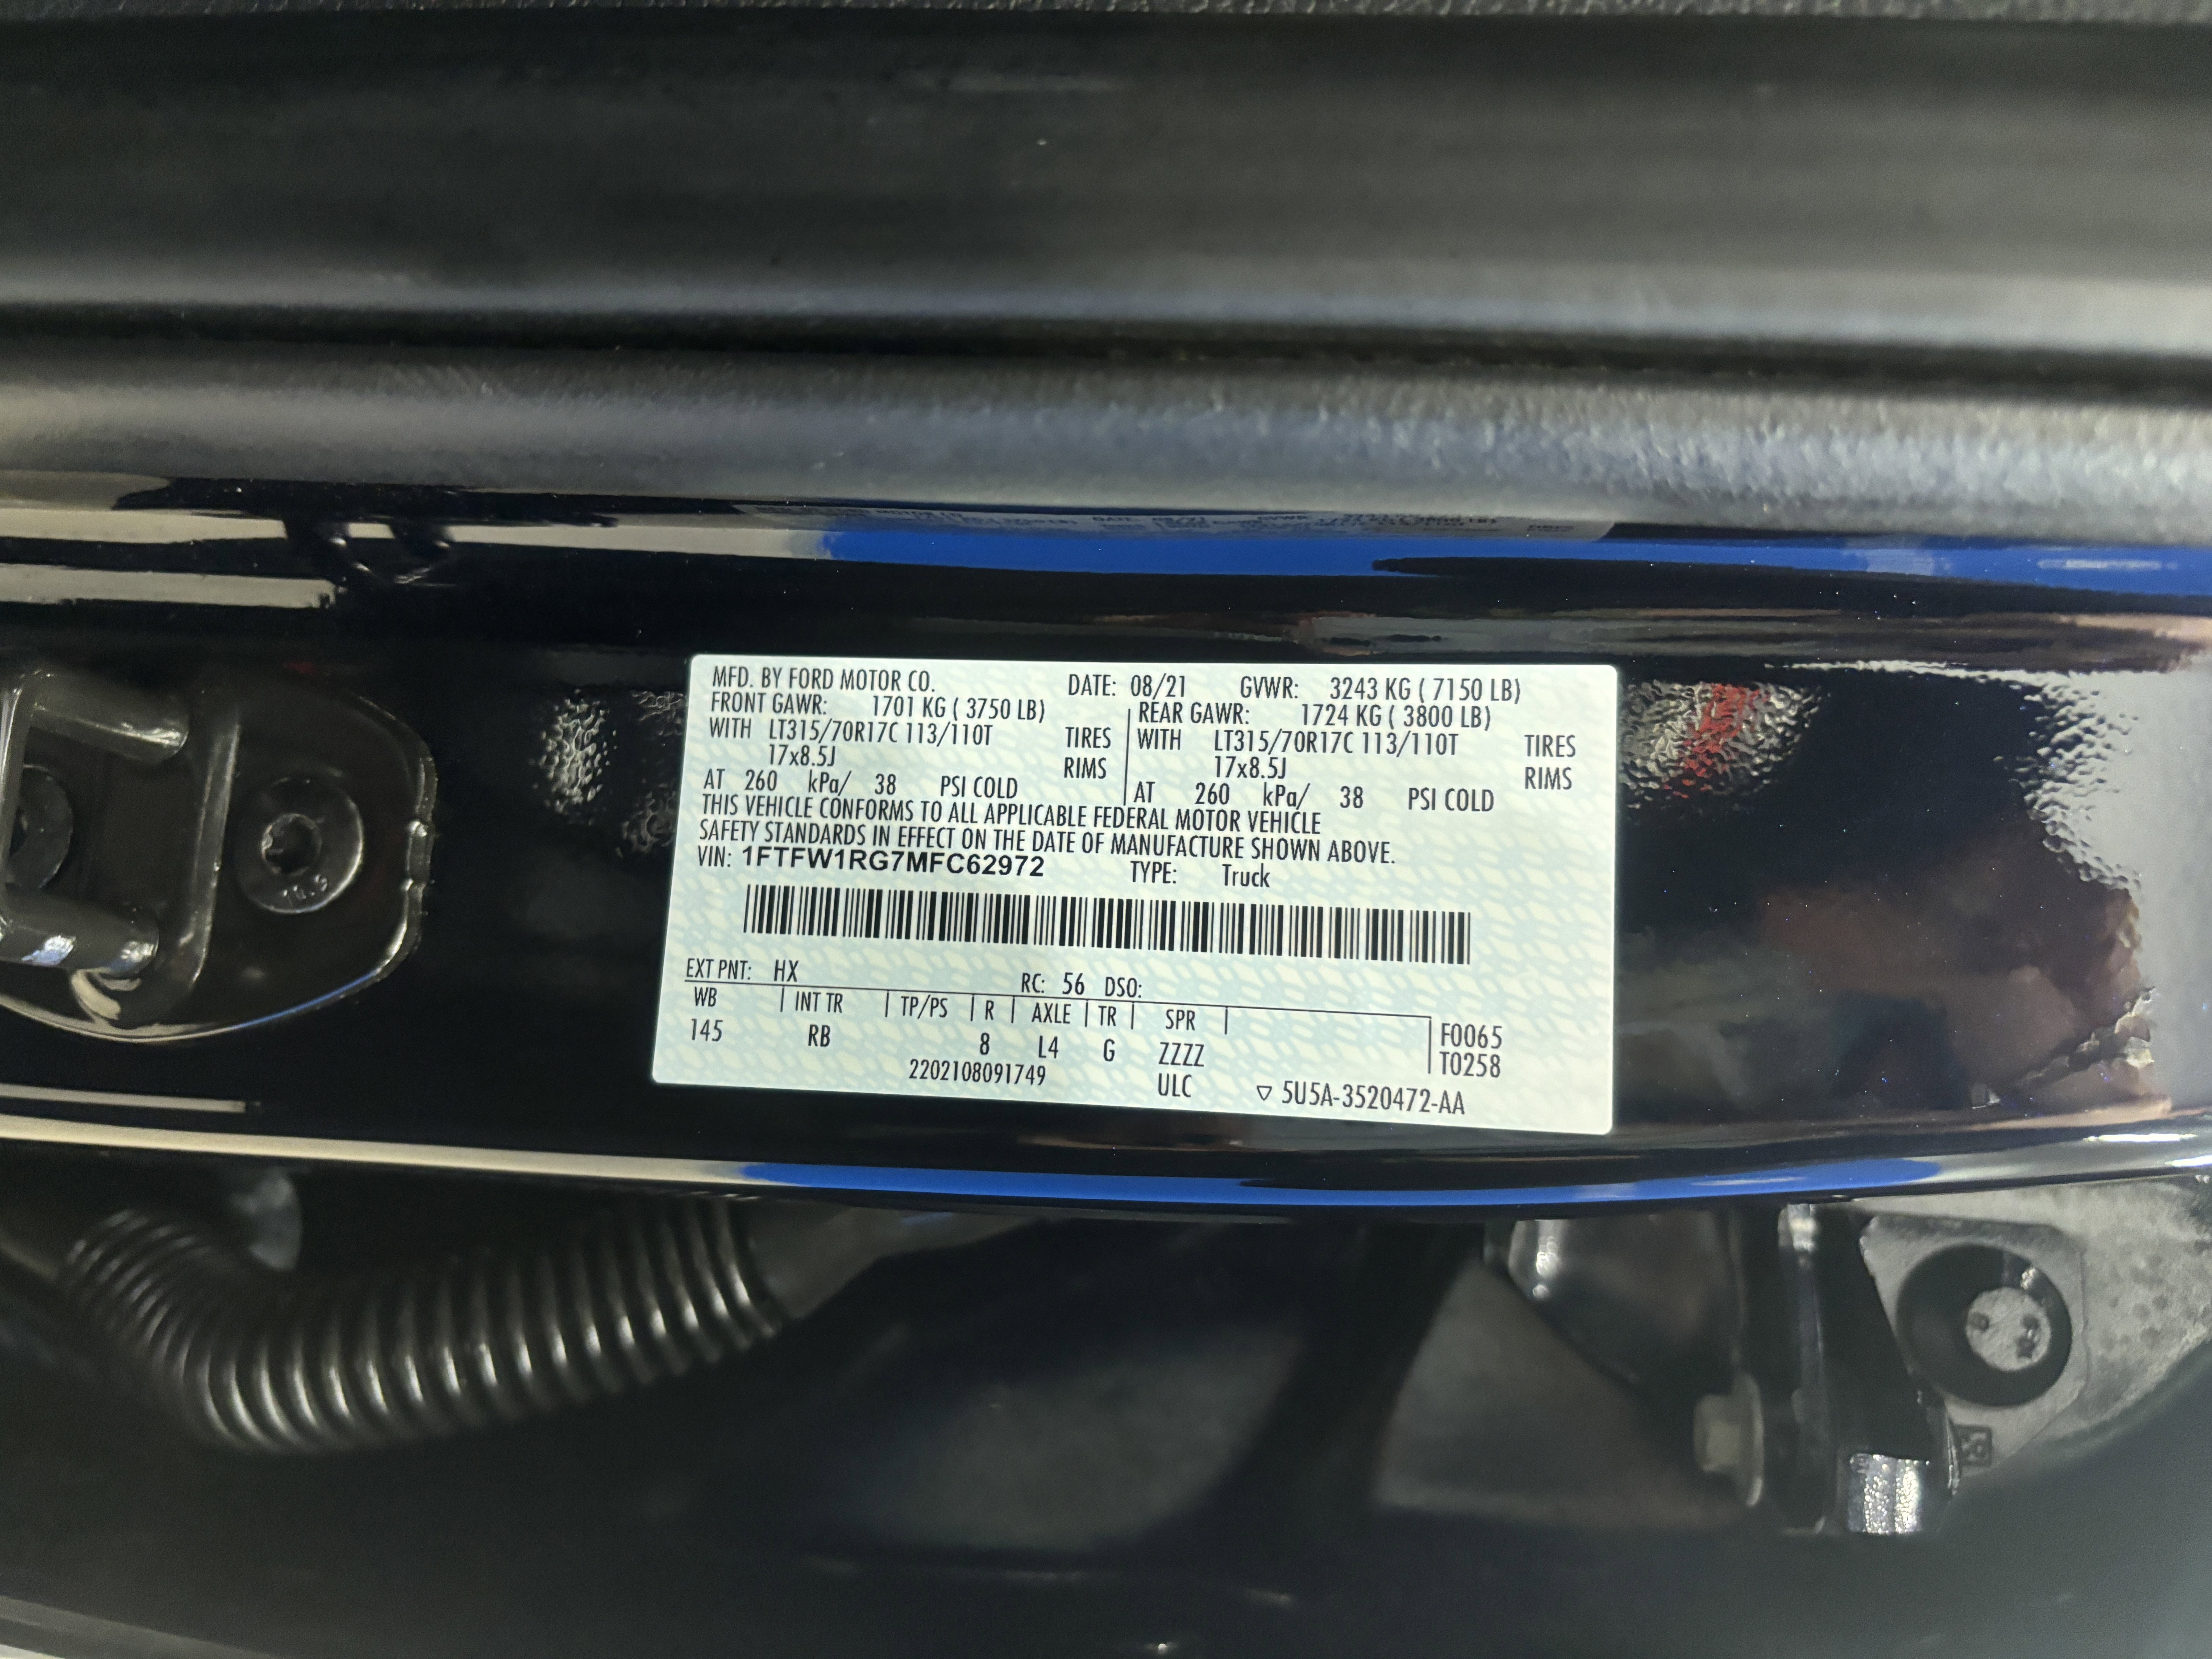 MFD. BY FORD MOTOR CO. DATE: 08/21 GVWR: 3243 KG ( 7150 LB)
FRONT GAWR: 1701 KG ( 3750 LB) REAR GAWR: 1724 KG ( 3800 LB)
WITH LT315/70R17C 113/110T TIRES WITH LT315/70R17C 113/110T TIRES
17x8.5J RIMS 17x8.5J RIMS
AT 260 kPa/ 38 PSI COLD AT 260 kPa/ 38 PSI COLD
THIS VEHICLE CONFORMS TO ALL APPLICABLE FEDERAL MOTOR VEHICLE
SAFETY STANDARDS IN EFFECT ON THE DATE OF MANUFACTURE SHOWN ABOVE.
VIN: 1FTFW1RG7MFC62972 TYPE: Truck
EXT PNT: HX RC: 56 DSO:
WB INT TR TP/PS R AXLE TR SPR F0065
145 RB 8 L4 G ZZZZ T0258
2202108091749 ULC ▽ 5U5A-3520472-AA
10.9